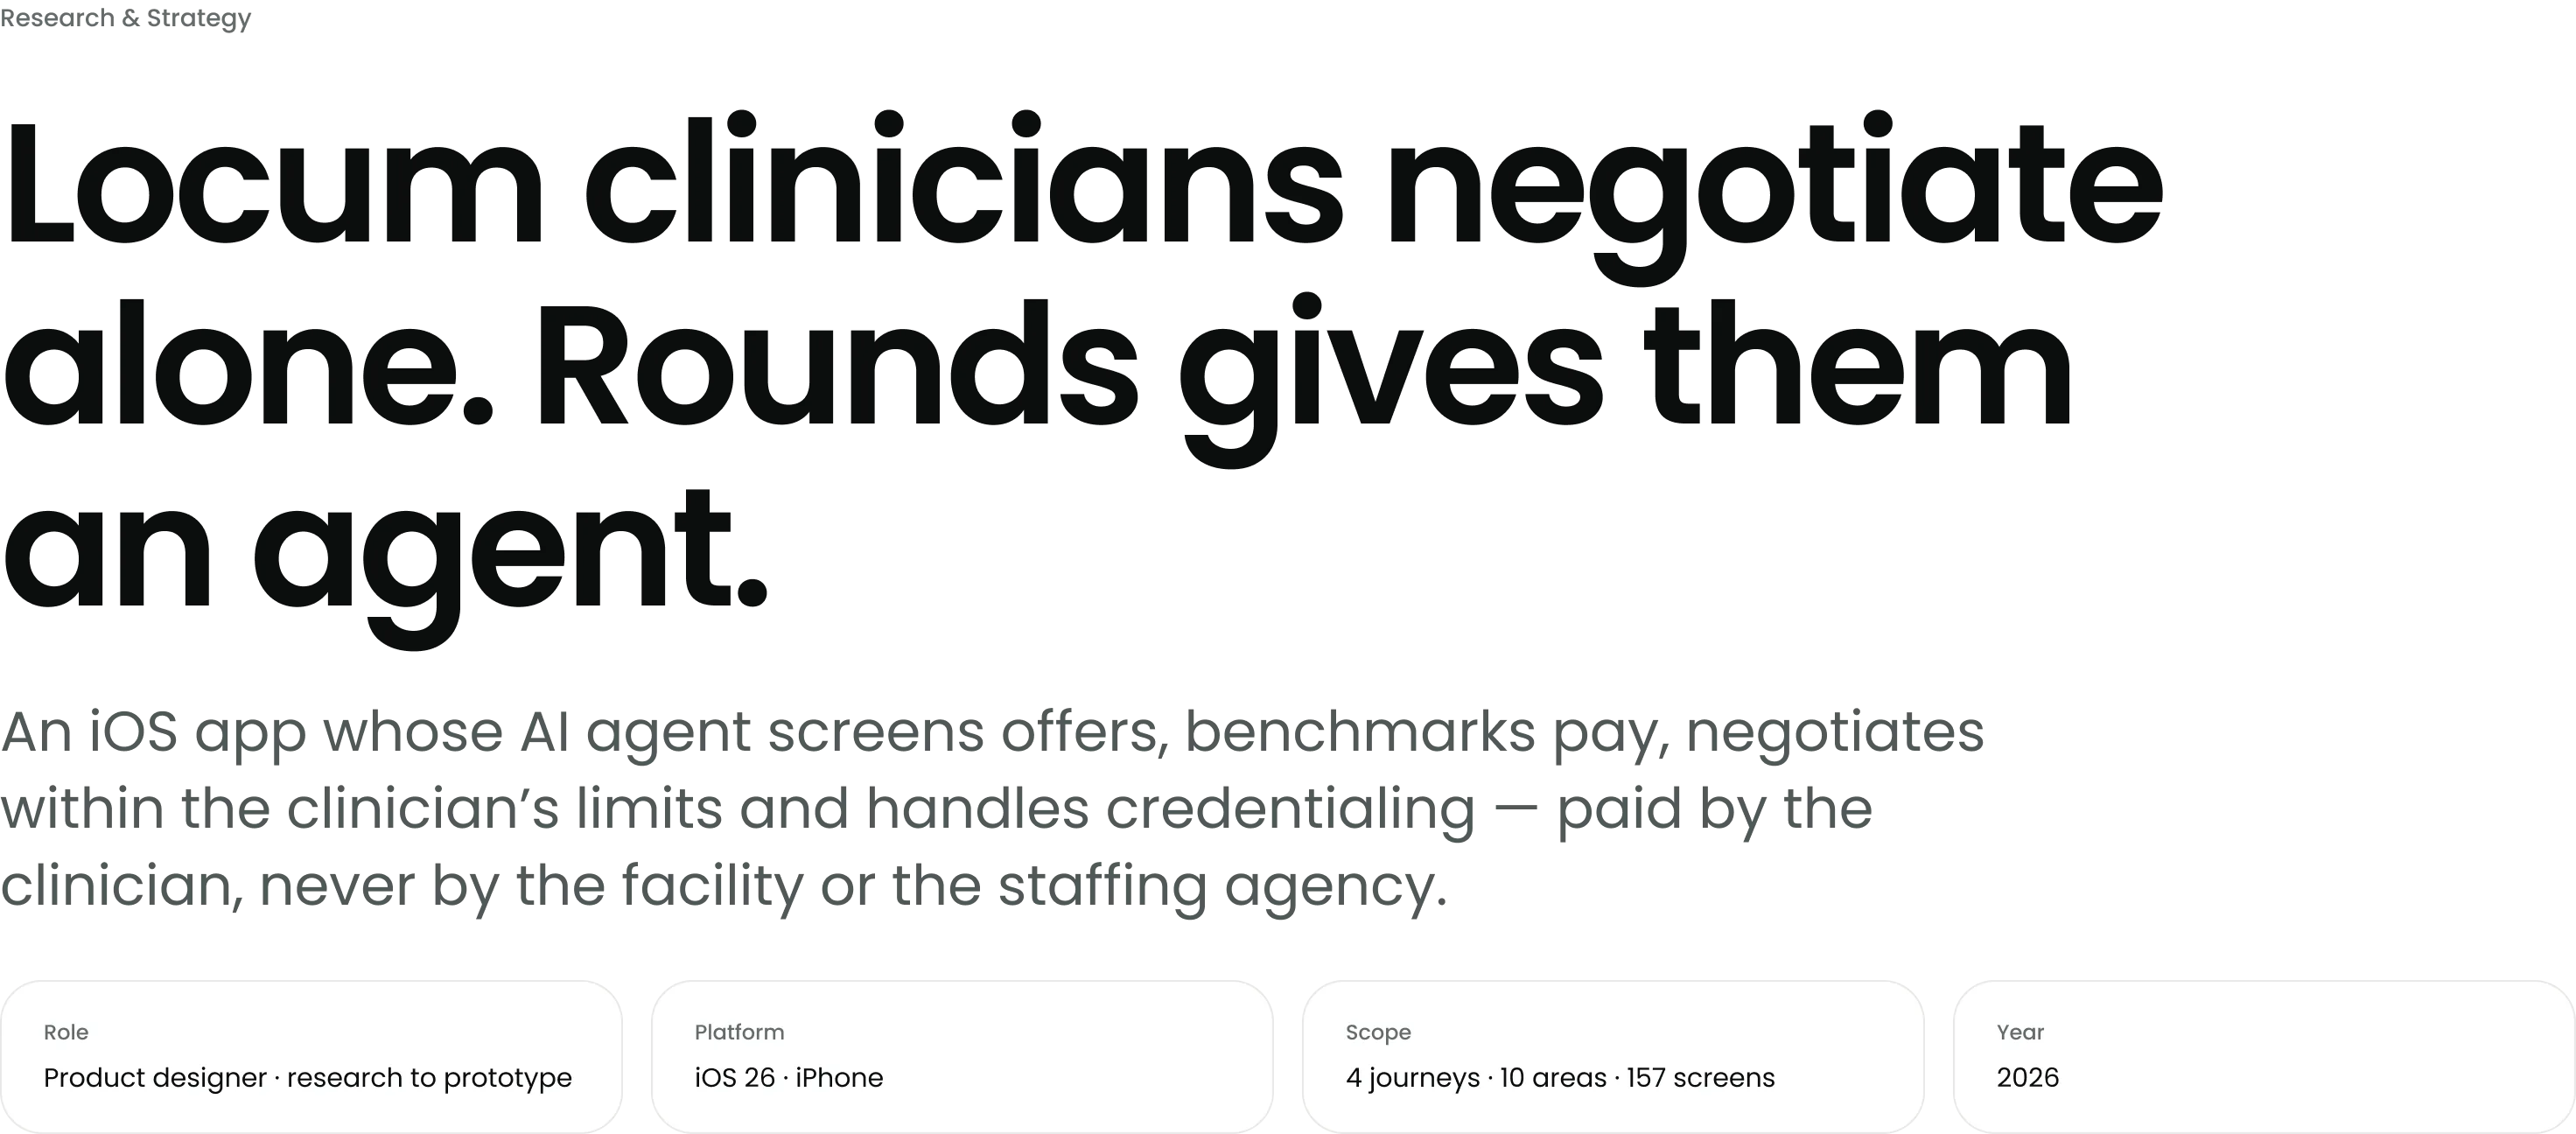 Research & Strategy
Locum clinicians negotiate
alone. Rounds gives them
an agent.
An iOS app whose AI agent screens offers, benchmarks pay, negotiates
within the clinician’s limits and handles credentialing — paid by the
clinician, never by the facility or the staffing agency.
Role
Product designer · research to prototype
Platform
iOS 26 · iPhone
Scope
4 journeys · 10 areas · 157 screens
Year
2026